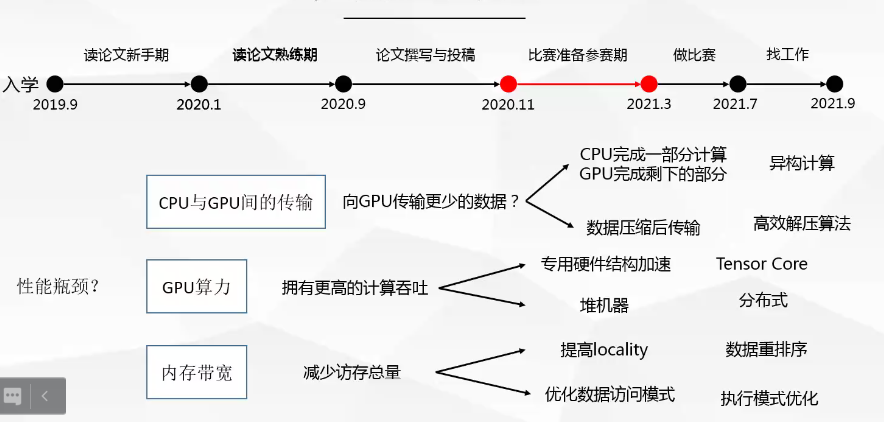 读论文新手期
读论文熟练期
论文撰写与投稿
比赛准备参赛期
做比赛
找工作
入学
2019.9
2020.1
2020.9
2020.11
2021.3
2021.7
2021.9
性能瓶颈？
CPU与GPU间的传输
向GPU传输更少的数据？
CPU完成一部分计算
GPU完成剩下的部分
异构计算
数据压缩后传输
高效解压算法
GPU算力
拥有更高的计算吞吐
专用硬件结构加速
Tensor Core
堆机器
分布式
内存带宽
减少访存总量
提高locality
数据重排序
优化数据访问模式
执行模式优化